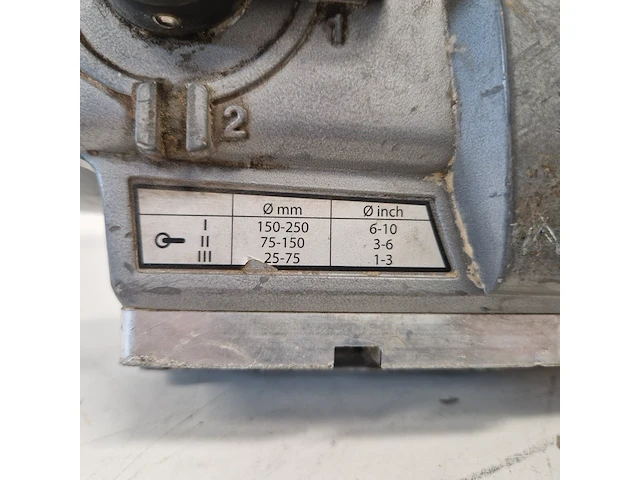 1
2
Ø mm Ø inch
I 150-250 6-10
II 75-150 3-6
III 25-75 1-3